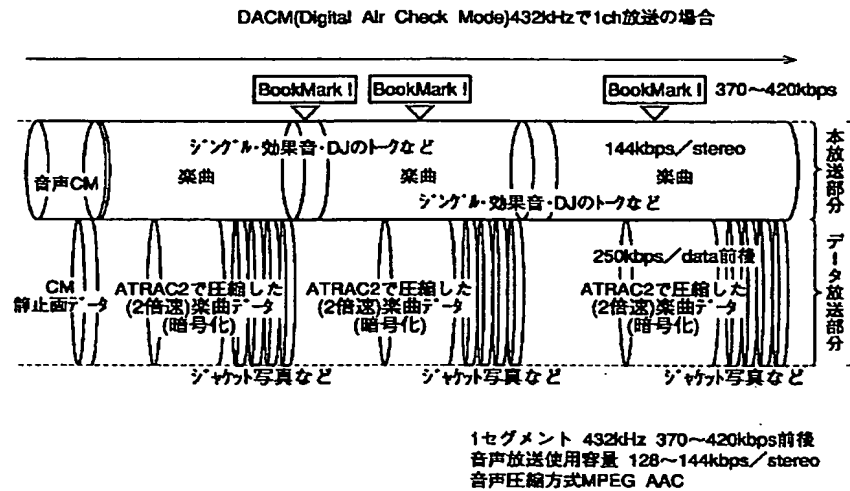 DACM(Digital Air Check Mode)432kHzで1ch放送の場合
BookMark! BookMark! BookMark! 370～420kbps
ジングル・効果音・DJのトークなど 144kbps／stereo
音声CM 楽曲 楽曲 楽曲
ジングル・効果音・DJのトークなど
本放送部分
250kbps／data前後
CM
静止画データ
ATRAC2で圧縮した
(2倍速)楽曲データ
(暗号化)
ATRAC2で圧縮した
(2倍速)楽曲データ
(暗号化)
ATRAC2で圧縮した
(2倍速)楽曲データ
(暗号化)
データ放送部分
ジャケット写真など ジャケット写真など ジャケット写真など
1セグメント 432kHz 370～420kbps前後
音声放送使用容量 128～144kbps／stereo
音声圧縮方式MPEG AAC